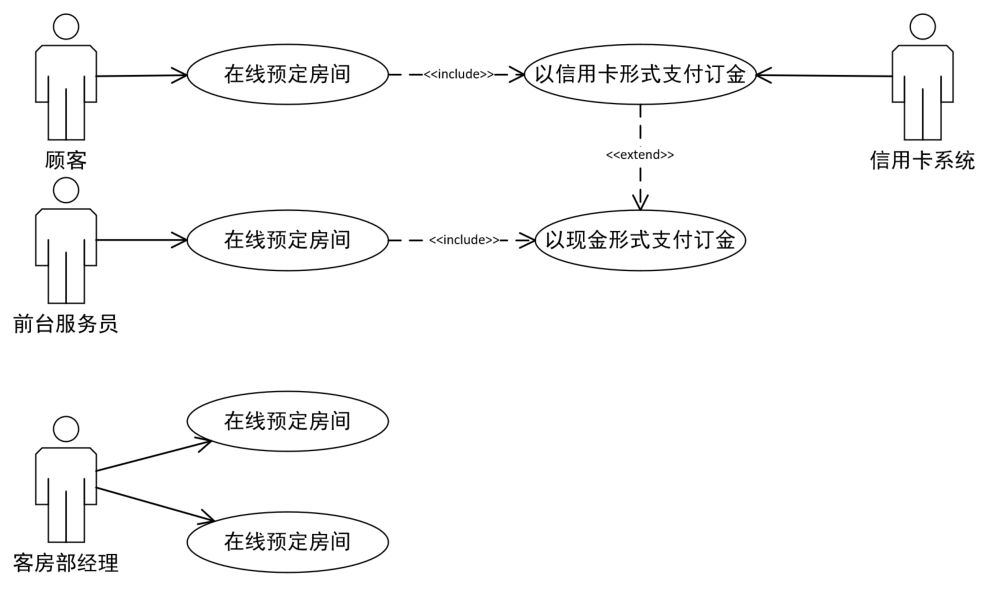 在线预定房间
<<include>>
以信用卡形式支付订金
顾客
信用卡系统
<<extend>>
在线预定房间
<<include>>
以现金形式支付订金
前台服务员
在线预定房间
在线预定房间
客房部经理